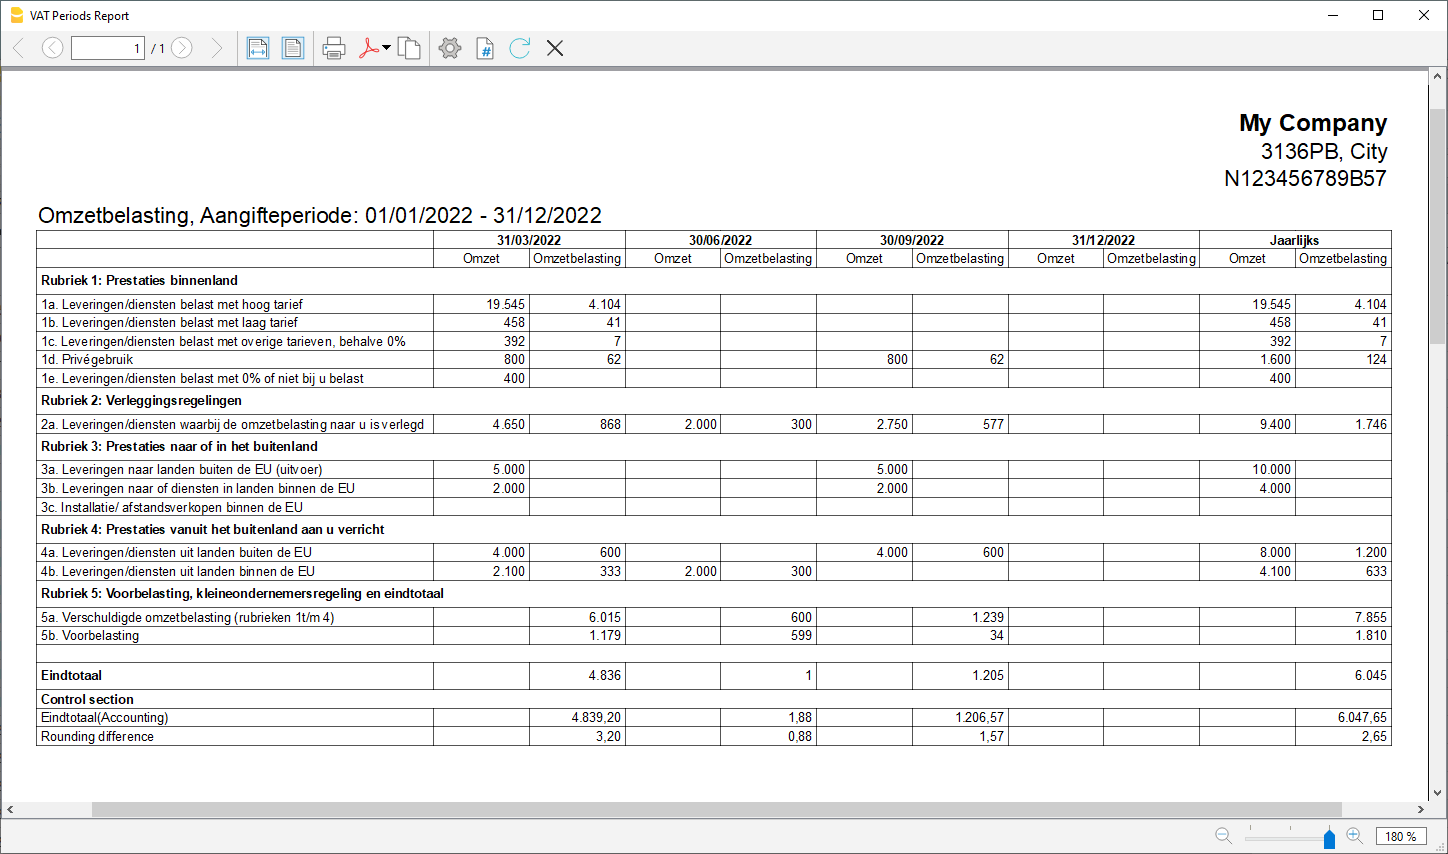 VAT Periods Report
1 / 1
My Company
3136PB, City
N123456789B57
Omzetbelasting, Aangifteperiode: 01/01/2022 - 31/12/2022
31/03/2022 30/06/2022 30/09/2022 31/12/2022 Jaarlijks
Omzet Omzetbelasting Omzet Omzetbelasting Omzet Omzetbelasting Omzet Omzetbelasting Omzet Omzetbelasting
Rubriek 1: Prestaties binnenland
1a. Leveringen/diensten belast met hoog tarief 19.545 4.104 19.545 4.104
1b. Leveringen/diensten belast met laag tarief 458 41 458 41
1c. Leveringen/diensten belast met overige tarieven, behalve 0% 392 7 392 7
1d. Privégebruik 800 62 800 62 1.600 124
1e. Leveringen/diensten belast met 0% of niet bij u belast 400 400
Rubriek 2: Verleggingsregelingen
2a. Leveringen/diensten waarbij de omzetbelasting naar u is verlegd 4.650 868 2.000 300 2.750 577 9.400 1.746
Rubriek 3: Prestaties naar of in het buitenland
3a. Leveringen naar landen buiten de EU (uitvoer) 5.000 5.000 10.000
3b. Leveringen naar of diensten in landen binnen de EU 2.000 2.000 4.000
3c. Installatie/ afstandsverkopen binnen de EU
Rubriek 4: Prestaties vanuit het buitenland aan u verricht
4a. Leveringen/diensten uit landen buiten de EU 4.000 600 4.000 600 8.000 1.200
4b. Leveringen/diensten uit landen binnen de EU 2.100 333 2.000 300 4.100 633
Rubriek 5: Voorbelasting, kleineondernemersregeling en eindtotaal
5a. Verschuldigde omzetbelasting (rubrieken 1t/m 4) 6.015 600 1.239 7.855
5b. Voorbelasting 1.179 599 34 1.810
Eindtotaal 4.836 1 1.205 6.045
Control section
Eindtotaal(Accounting) 4.839,20 1,88 1.206,57 6.047,65
Rounding difference 3,20 0,88 1,57 2,65
180 %